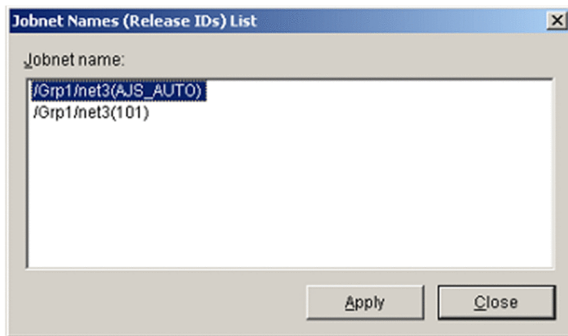 Jobnet Names (Release IDs) List
Jobnet name:
/Grp1/net3(AJS_AUTO)
/Grp1/net3(101)
Apply
Close